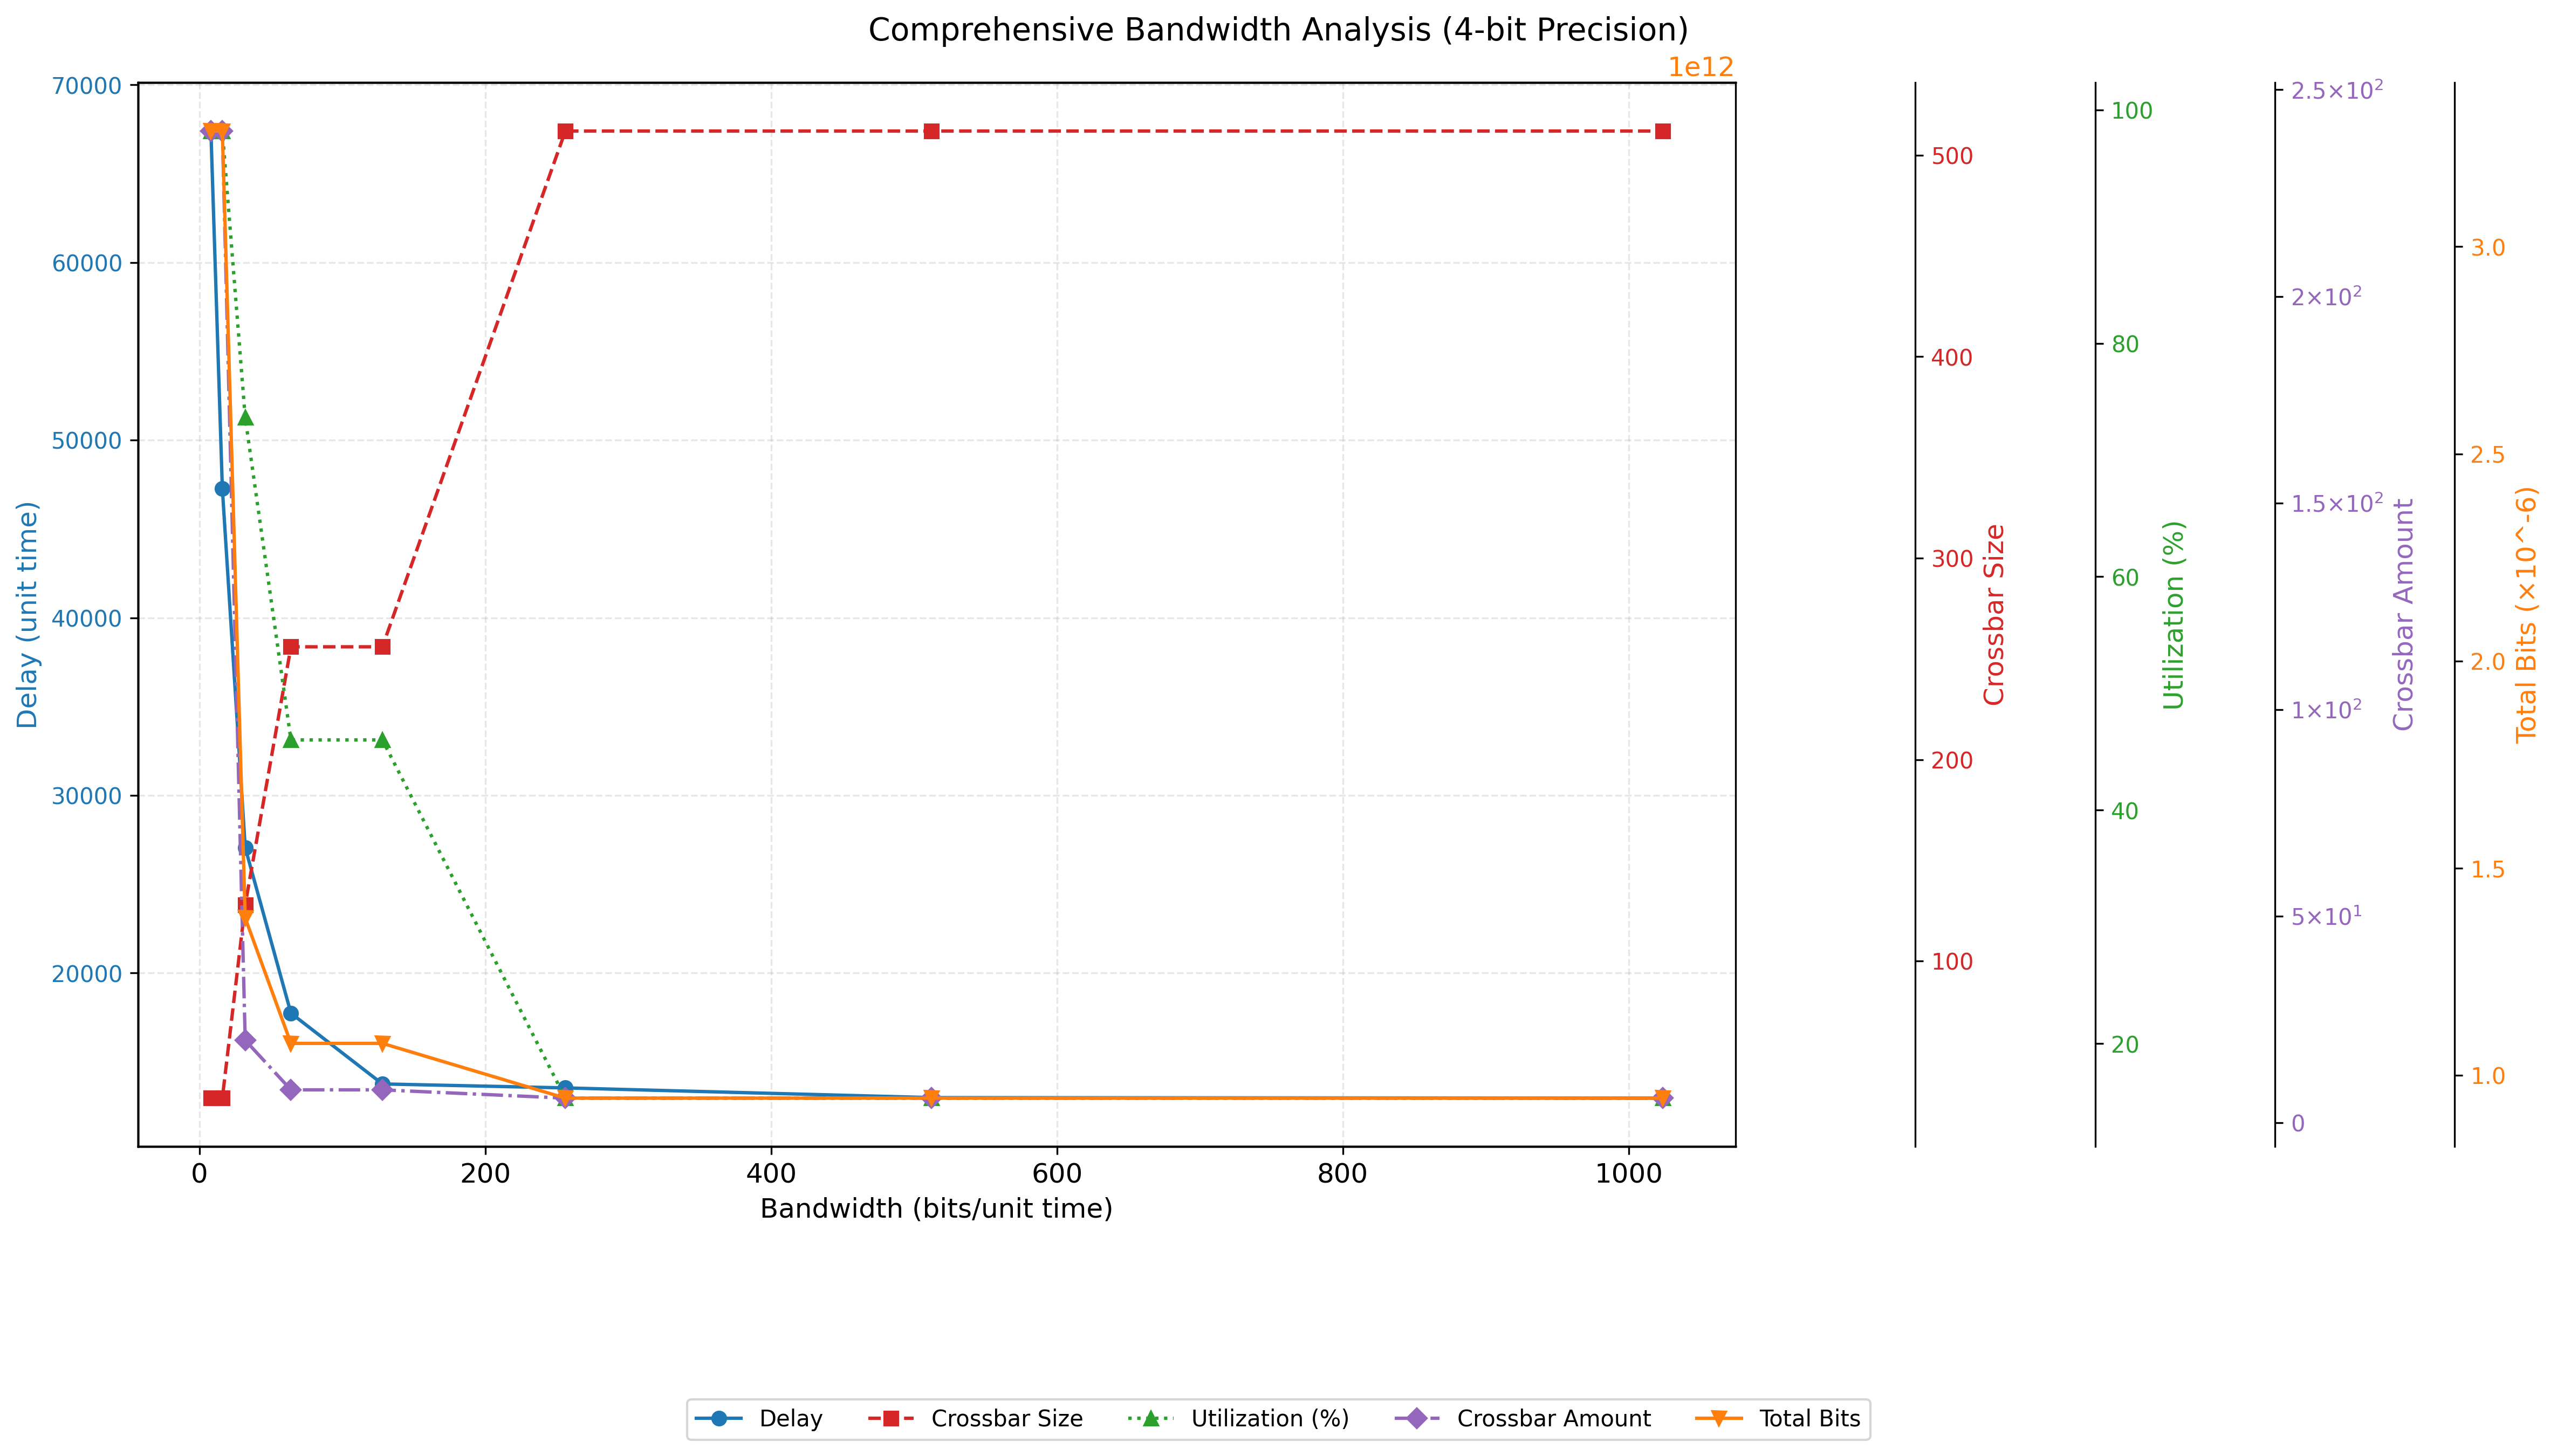 Comprehensive Bandwidth Analysis (4-bit Precision)
1e12
70000
60000
50000
40000
30000
20000
Delay (unit time)
0 200 400 600 800 1000
Bandwidth (bits/unit time)
500
400
300
200
100
Crossbar Size
100
80
60
40
20
Utilization (%)
2.5×10²
2×10²
1.5×10²
1×10²
5×10¹
0
Crossbar Amount
3.0
2.5
2.0
1.5
1.0
Total Bits (×10^-6)
Delay Crossbar Size Utilization (%) Crossbar Amount Total Bits